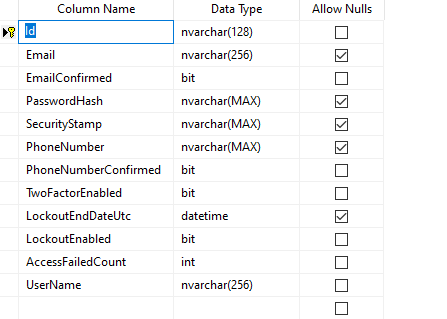 Column Name Data Type Allow Nulls
Id nvarchar(128)
Email nvarchar(256)
EmailConfirmed bit
PasswordHash nvarchar(MAX)
SecurityStamp nvarchar(MAX)
PhoneNumber nvarchar(MAX)
PhoneNumberConfirmed bit
TwoFactorEnabled bit
LockoutEndDateUtc datetime
LockoutEnabled bit
AccessFailedCount int
UserName nvarchar(256)